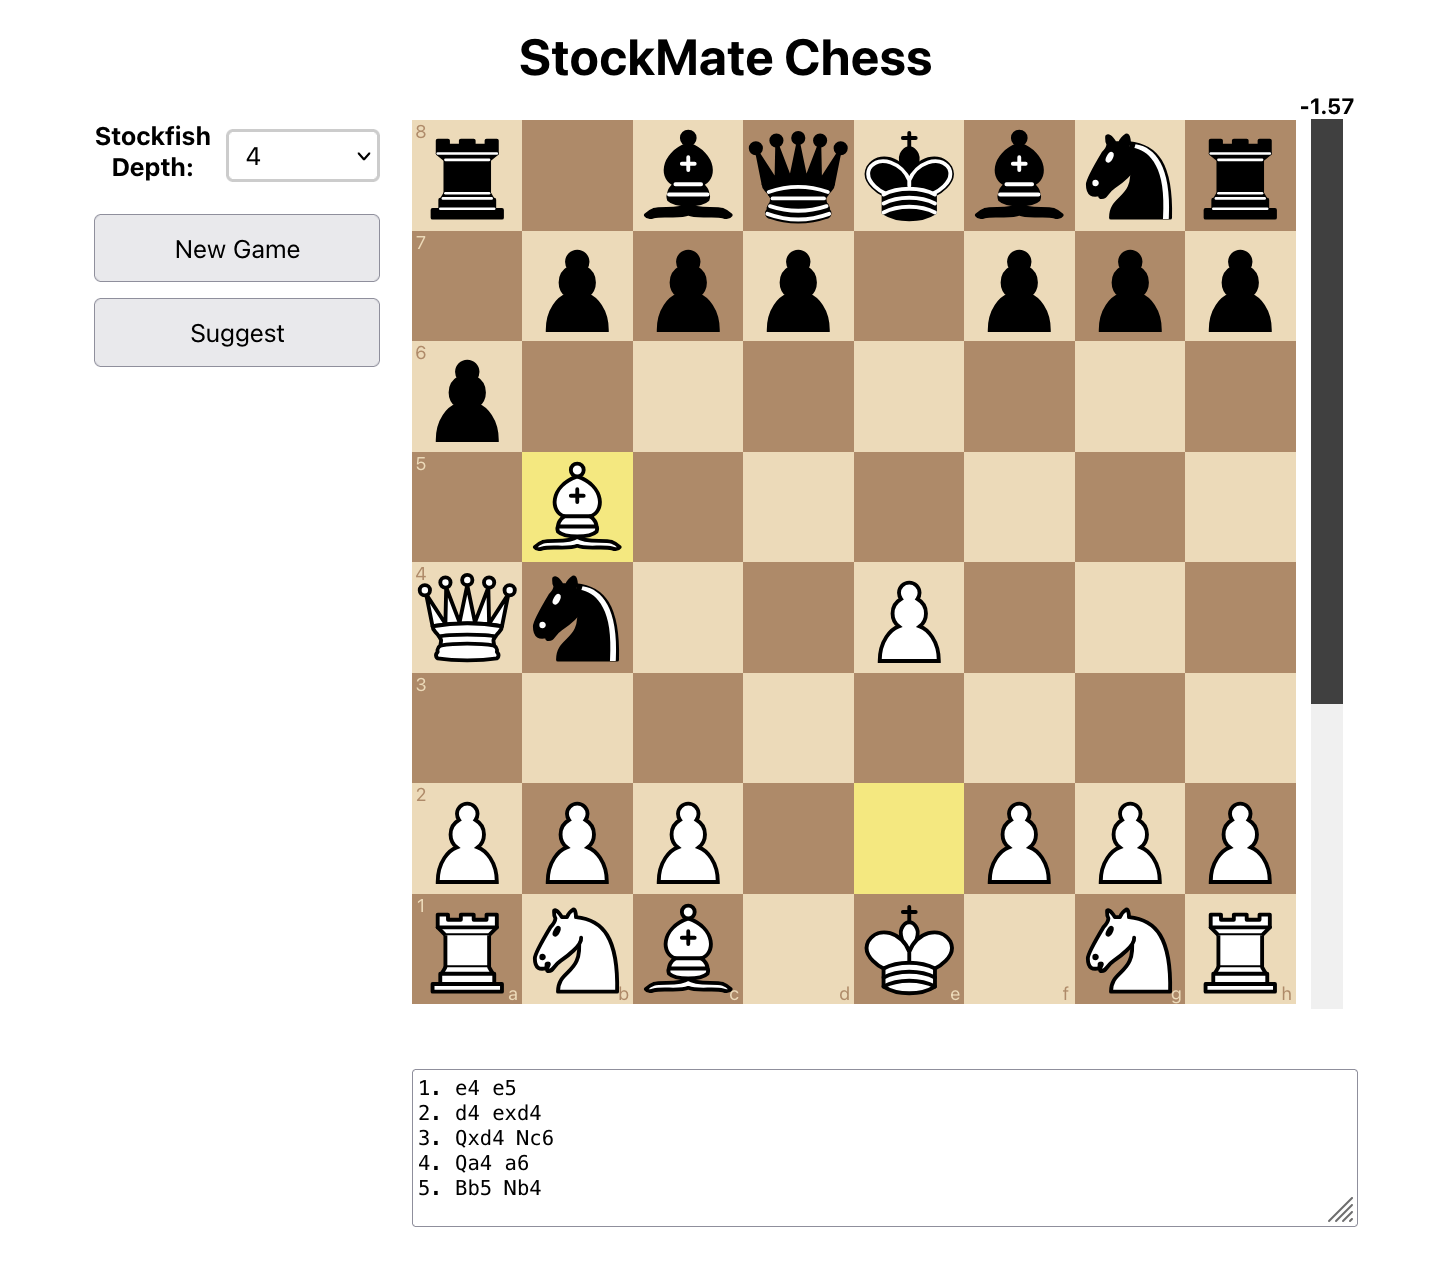 StockMate Chess
-1.57
Stockfish
Depth:
4
New Game
Suggest
8
7
6
5
4
3
2
1
a
b
c
d
e
f
g
h
1. e4 e5
2. d4 exd4
3. Qxd4 Nc6
4. Qa4 a6
5. Bb5 Nb4